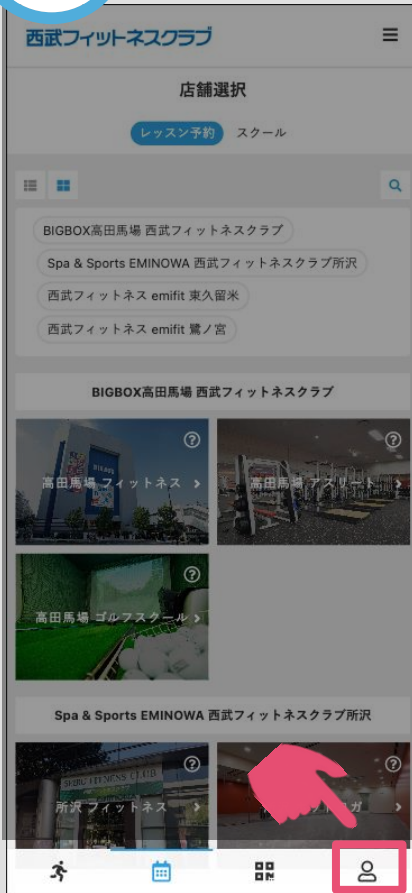 西武フィットネスクラブ
店舗選択
レッスン予約 スクール
BIGBOX高田馬場 西武フィットネスクラブ
Spa & Sports EMINOWA 西武フィットネスクラブ所沢
西武フィットネス emifit 東久留米
西武フィットネス emifit 鷺ノ宮
BIGBOX高田馬場 西武フィットネスクラブ
高田馬場 フィットネス
高田馬場 アスリート
高田馬場 ゴルフスクール
Spa & Sports EMINOWA 西武フィットネスクラブ所沢
SEIBU FITNESS CLUB
所沢 フィットネス